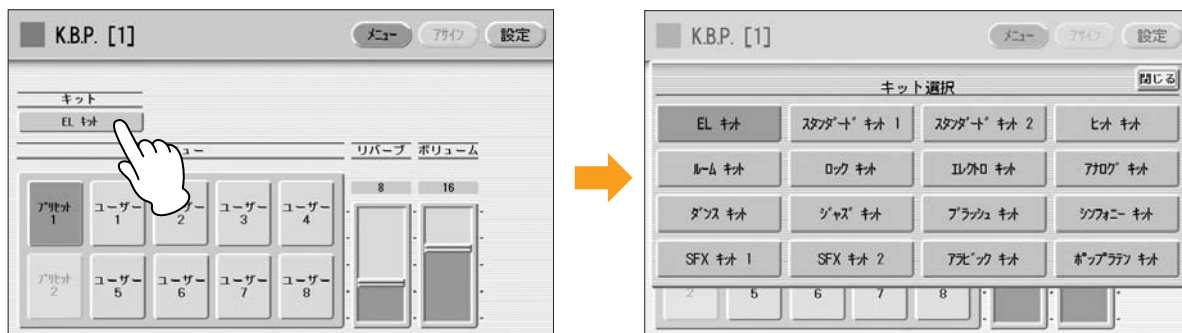 K.B.P. [1]
メニュー
アサイン
設定
キット
EL キット
ュー
リバーブ
ボリューム
8
16
プリセット
1
ユーザー
1
ユーザー
2
ユーザー
3
ユーザー
4
プリセット
2
ユーザー
5
ユーザー
6
ユーザー
7
ユーザー
8
K.B.P. [1]
メニュー
アサイン
設定
キット選択
閉じる
EL キット
スタンダード キット 1
スタンダード キット 2
ヒット キット
ルーム キット
ロック キット
エレクトロ キット
アナログ キット
ダンス キット
ジャズ キット
ブラッシュ キット
シンフォニー キット
SFX キット 1
SFX キット 2
アラビック キット
ポップラテン キット
2
5
6
7
8